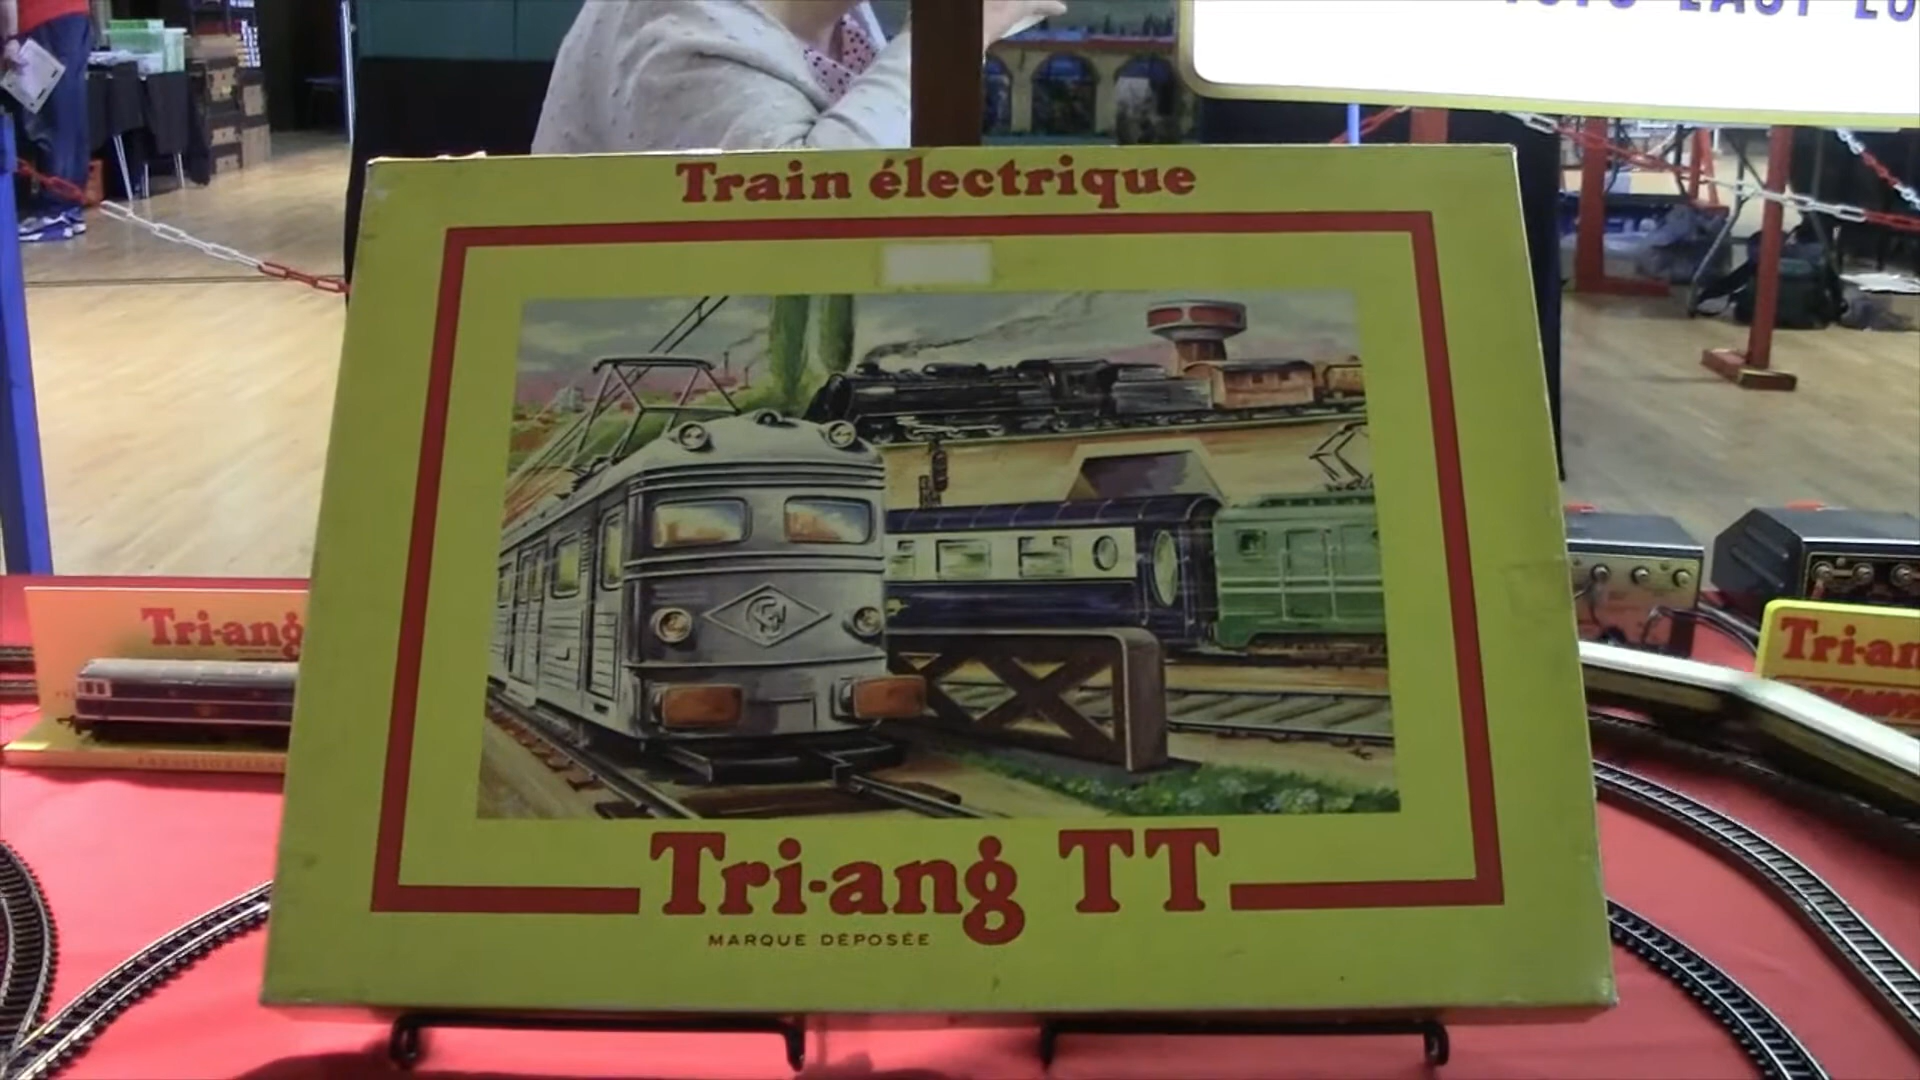 Train électrique
Tri-ang TT
MARQUE DÉPOSÉE
Tri-ang
Tri-an